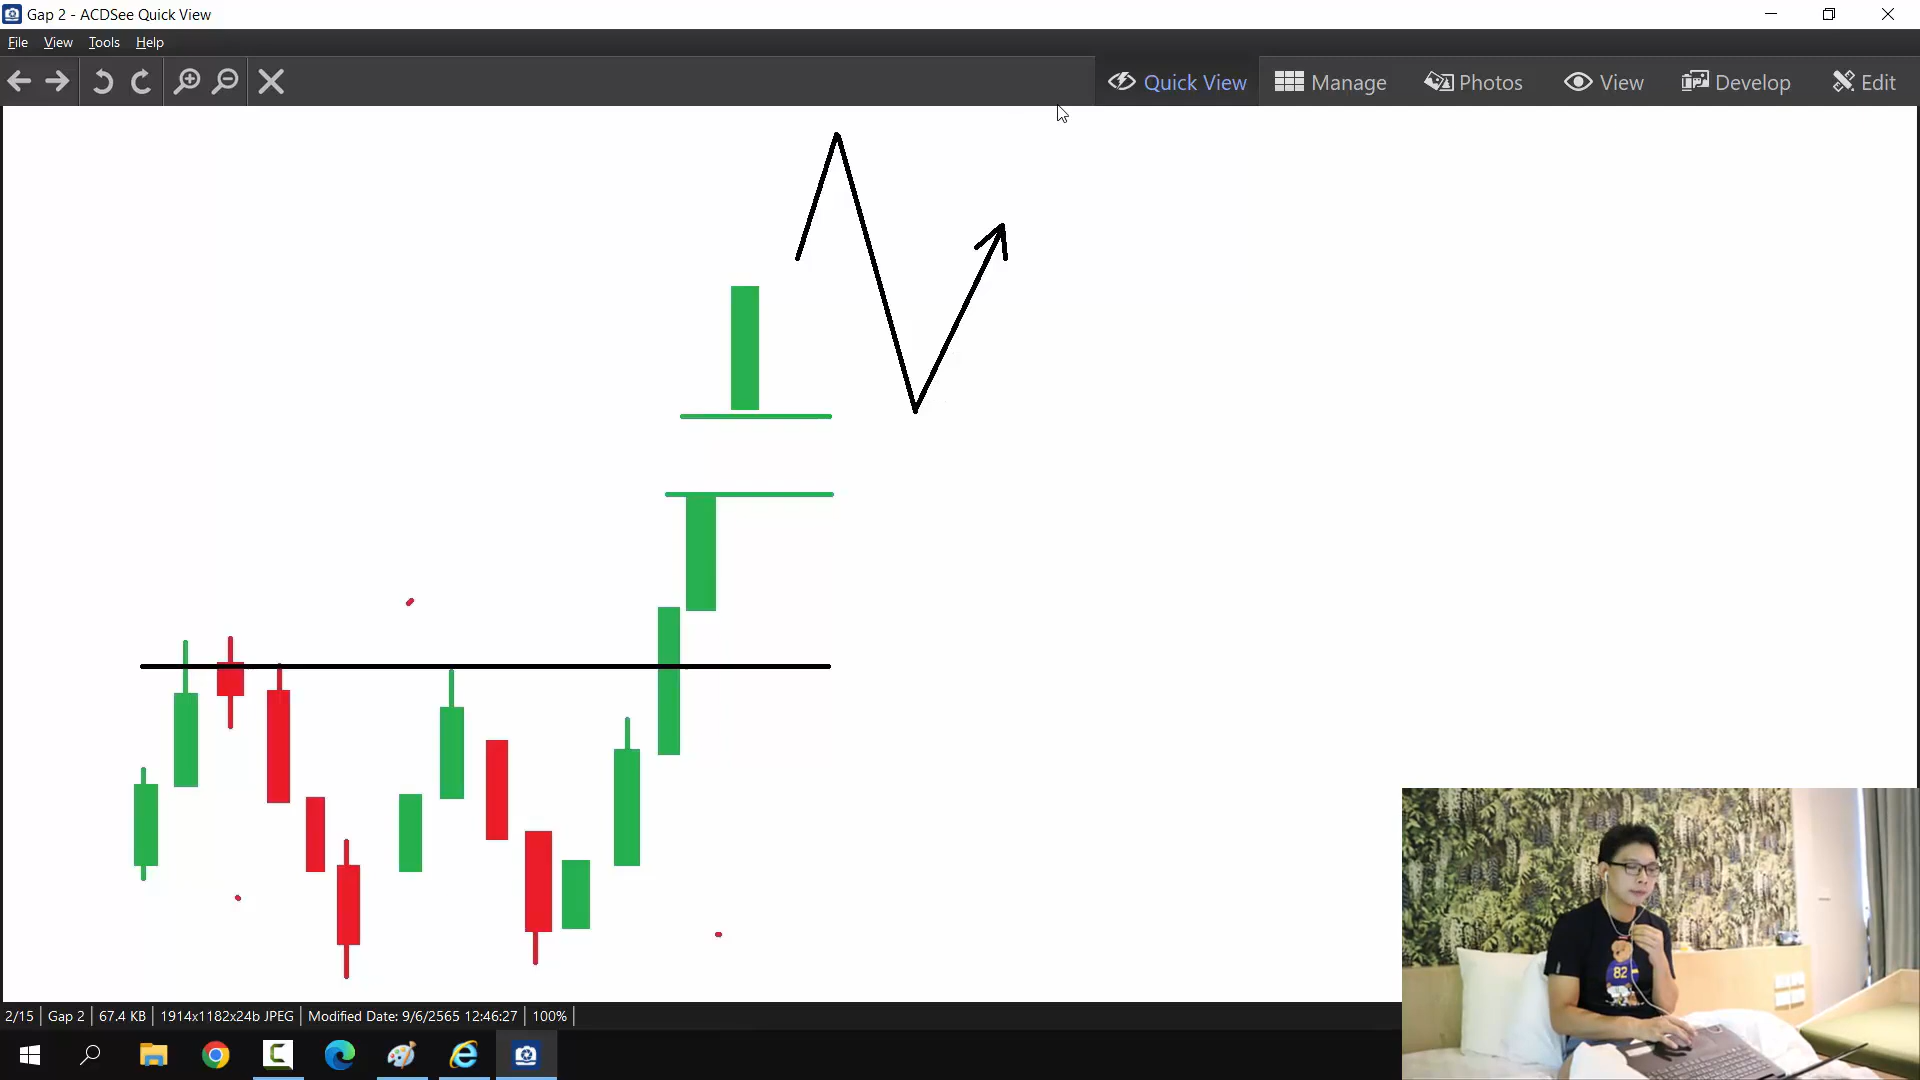 Gap 2 - ACDSee Quick View
File View Tools Help
Quick View Manage Photos View Develop Edit
2/15 Gap 2 67.4 KB 1914x1182x24b JPEG Modified Date: 9/6/2565 12:46:27 100%
82